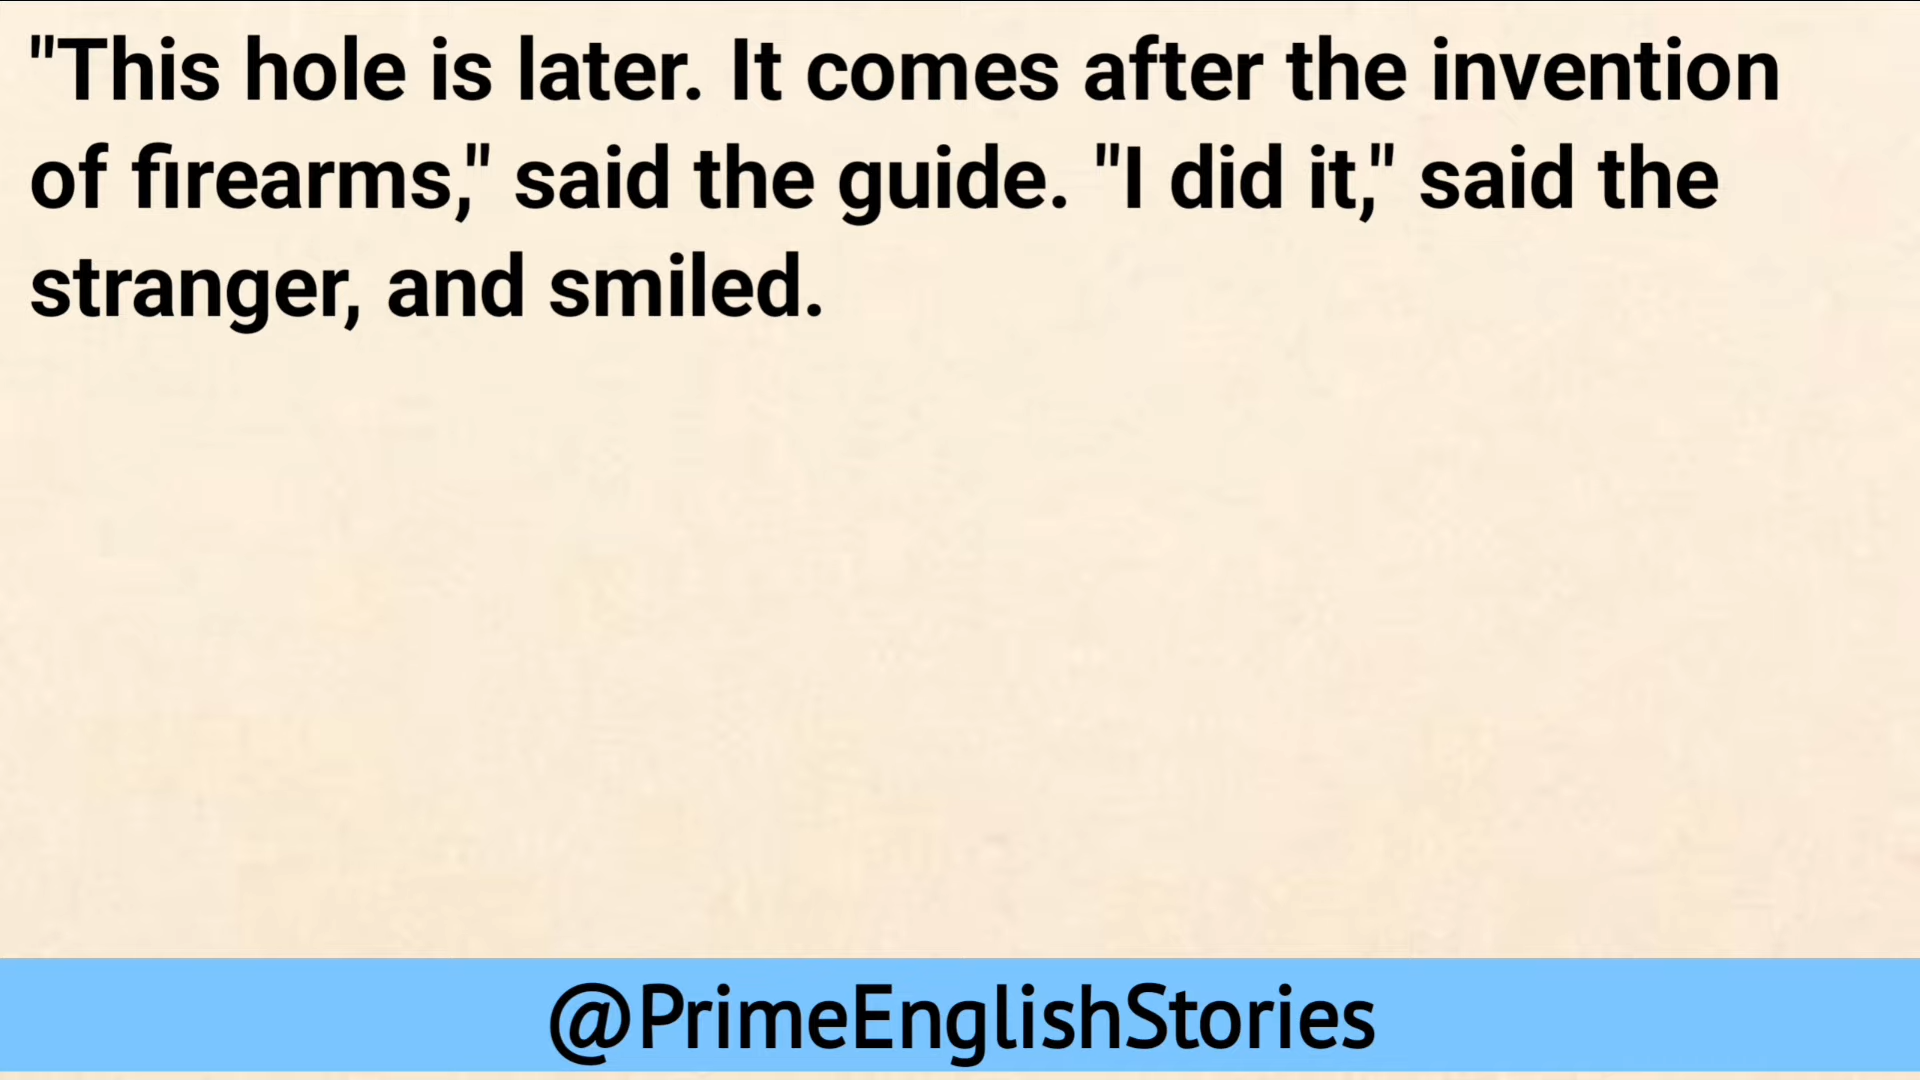 "This hole is later. It comes after the invention
of firearms," said the guide. "I did it," said the
stranger, and smiled.
@PrimeEnglishStories